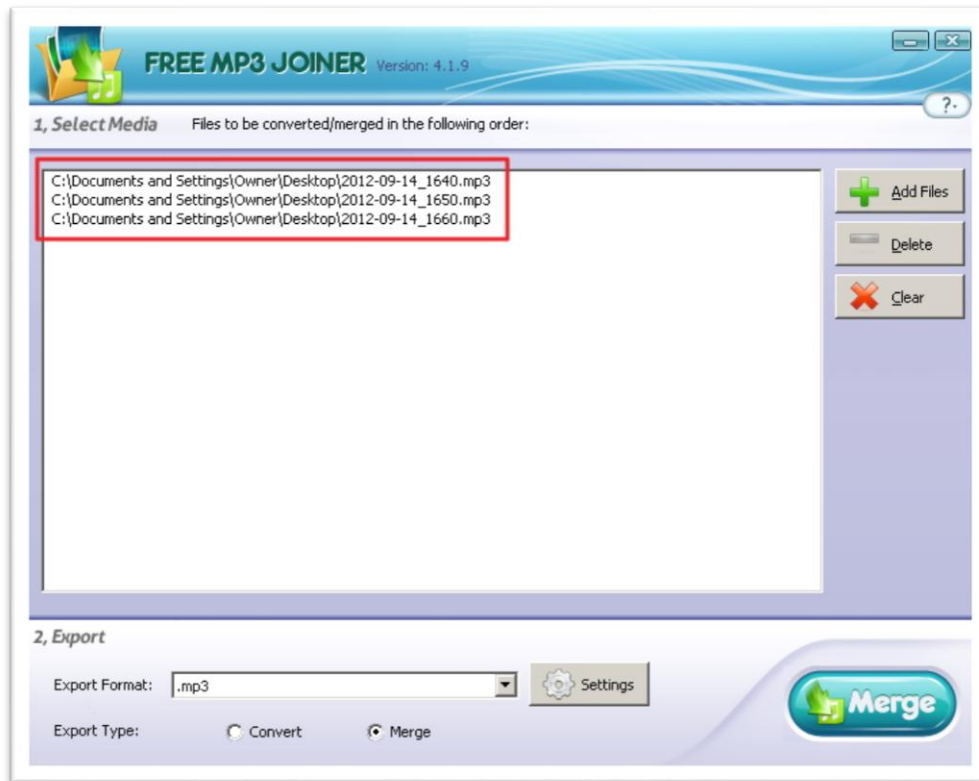 FREE MP3 JOINER Version: 4.1.9
?
1, Select Media Files to be converted/merged in the following order:
C:\Documents and Settings\Owner\Desktop\2012-09-14_1640.mp3
C:\Documents and Settings\Owner\Desktop\2012-09-14_1650.mp3
C:\Documents and Settings\Owner\Desktop\2012-09-14_1660.mp3
Add Files
Delete
Clear
2, Export
Export Format: .mp3 Settings
Export Type: Convert Merge
Merge